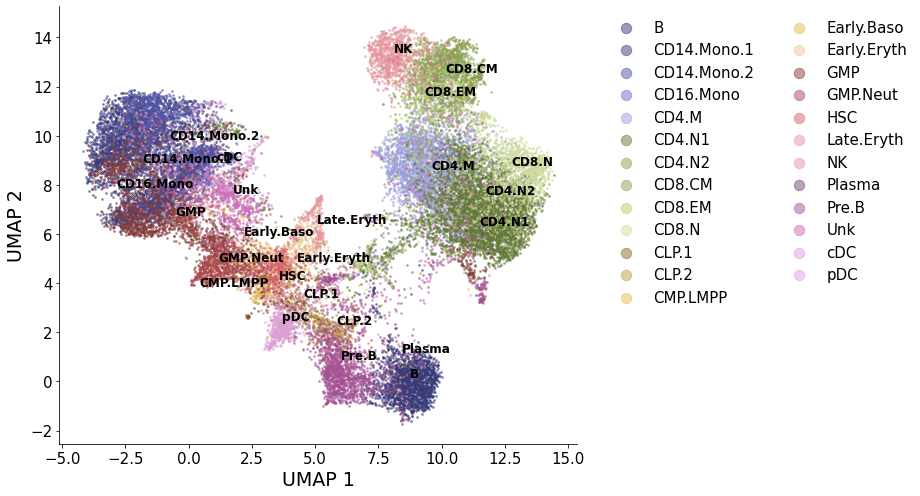 14
12
10
8
6
4
2
0
−2
−5.0
−2.5
0.0
2.5
5.0
7.5
10.0
12.5
15.0
UMAP 1
UMAP 2
NK
CD8.CM
CD8.EM
CD14.Mono.2
CD14.Mono.1
cDC
CD4.M
CD8.N
CD16.Mono
Unk
CD4.N2
GMP
Late.Eryth
CD4.N1
Early.Baso
GMP.Neut
Early.Eryth
HSC
CMP.LMPP
CLP.1
pDC
CLP.2
Pre.B
Plasma
B
B
CD14.Mono.1
CD14.Mono.2
CD16.Mono
CD4.M
CD4.N1
CD4.N2
CD8.CM
CD8.EM
CD8.N
CLP.1
CLP.2
CMP.LMPP
Early.Baso
Early.Eryth
GMP
GMP.Neut
HSC
Late.Eryth
NK
Plasma
Pre.B
Unk
cDC
pDC